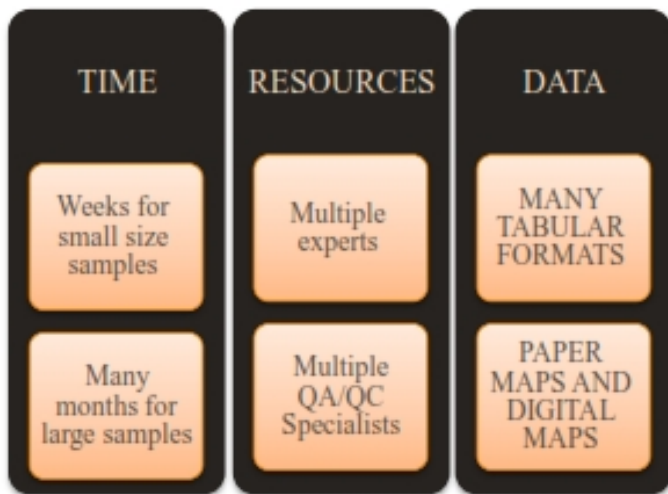 TIME
Weeks for
small size
samples
Many
months for
large samples
RESOURCES
Multiple
experts
Multiple
QA/QC
Specialists
DATA
MANY
TABULAR
FORMATS
PAPER
MAPS AND
DIGITAL
MAPS